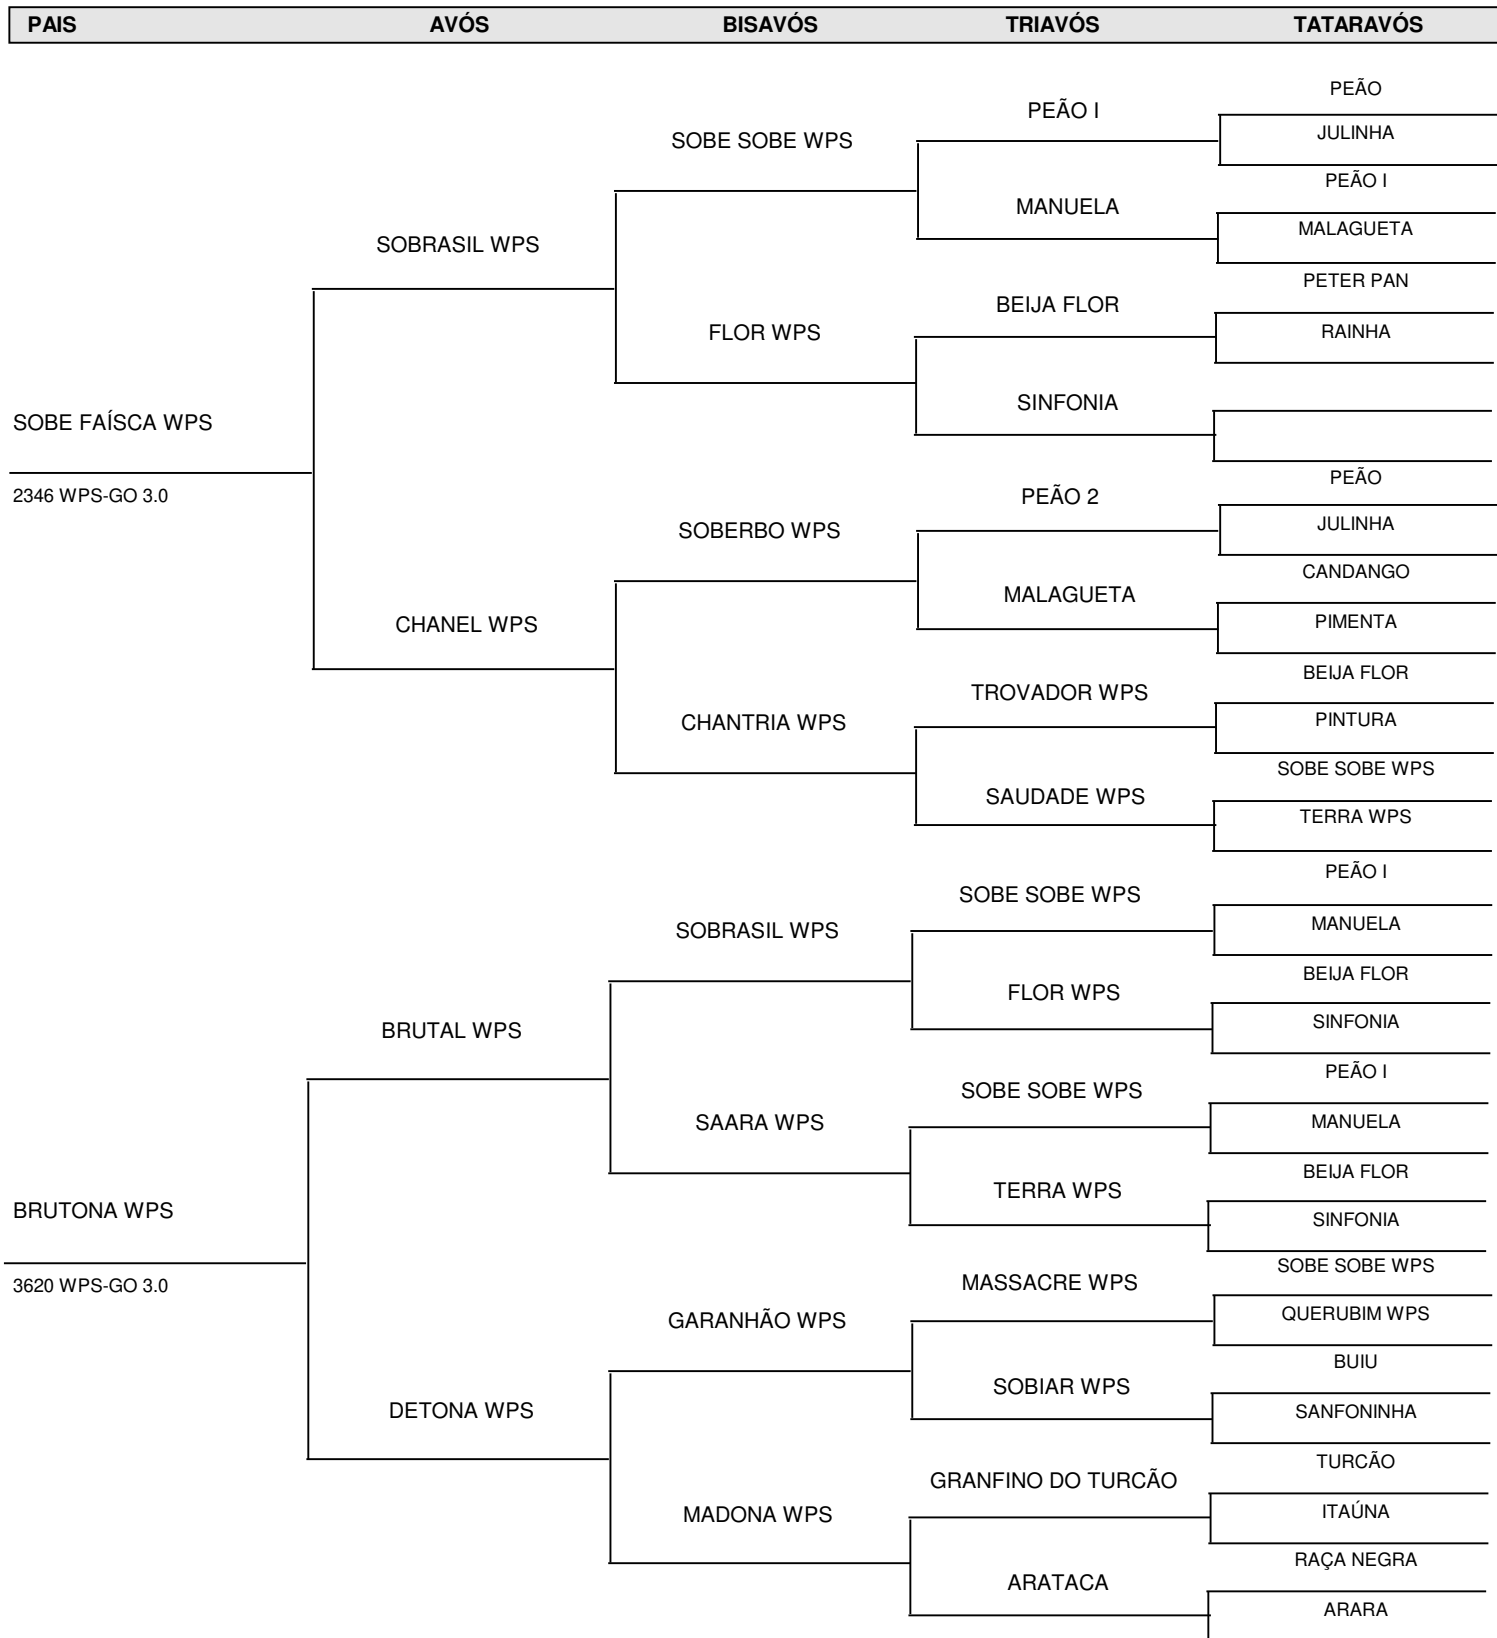 PAIS AVÓS BISAVÓS TRIAVÓS TATARAVÓS
PEÃO
PEÃO I
JULINHA
SOBE SOBE WPS
PEÃO I
MANUELA
MALAGUETA
SOBRASIL WPS
PETER PAN
BEIJA FLOR
FLOR WPS
RAINHA
SINFONIA
SOBE FAÍSCA WPS
PEÃO
2346 WPS-GO 3.0
PEÃO 2
SOBERBO WPS
JULINHA
CANDANGO
MALAGUETA
CHANEL WPS
PIMENTA
BEIJA FLOR
TROVADOR WPS
CHANTRIA WPS
PINTURA
SOBE SOBE WPS
SAUDADE WPS
TERRA WPS
PEÃO I
SOBE SOBE WPS
SOBRASIL WPS
MANUELA
BEIJA FLOR
FLOR WPS
BRUTAL WPS
SINFONIA
PEÃO I
SOBE SOBE WPS
SAARA WPS
MANUELA
BEIJA FLOR
TERRA WPS
BRUTONA WPS
SINFONIA
SOBE SOBE WPS
3620 WPS-GO 3.0
MASSACRE WPS
GARANHÃO WPS
QUERUBIM WPS
BUIU
SOBIAR WPS
DETONA WPS
SANFONINHA
TURCÃO
GRANFINO DO TURCÃO
MADONA WPS
ITAÚNA
RAÇA NEGRA
ARATACA
ARARA